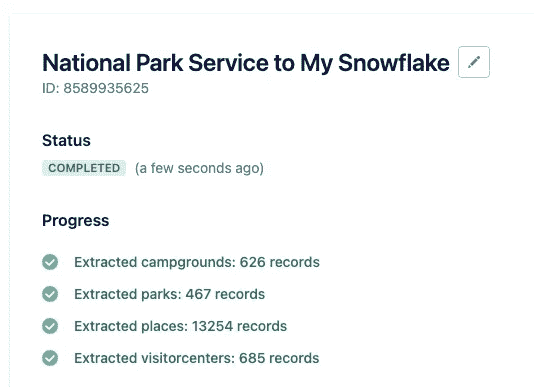 National Park Service to My Snowflake
ID: 8589935625
Status
COMPLETED (a few seconds ago)
Progress
Extracted campgrounds: 626 records
Extracted parks: 467 records
Extracted places: 13254 records
Extracted visitorcenters: 685 records